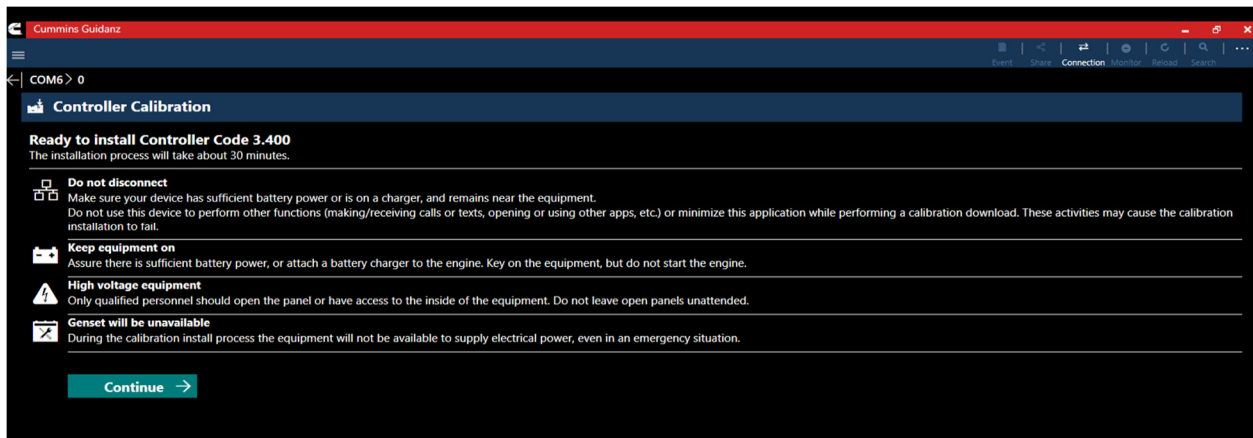 Cummins Guidanz
Event Share Connection Monitor Reload Search
COM6 > 0
Controller Calibration
Ready to install Controller Code 3.400
The installation process will take about 30 minutes.
Do not disconnect
Make sure your device has sufficient battery power or is on a charger, and remains near the equipment.
Do not use this device to perform other functions (making/receiving calls or texts, opening or using other apps, etc.) or minimize this application while performing a calibration download. These activities may cause the calibration
installation to fail.
Keep equipment on
Assure there is sufficient battery power, or attach a battery charger to the engine. Key on the equipment, but do not start the engine.
High voltage equipment
Only qualified personnel should open the panel or have access to the inside of the equipment. Do not leave open panels unattended.
Genset will be unavailable
During the calibration install process the equipment will not be available to supply electrical power, even in an emergency situation.
Continue